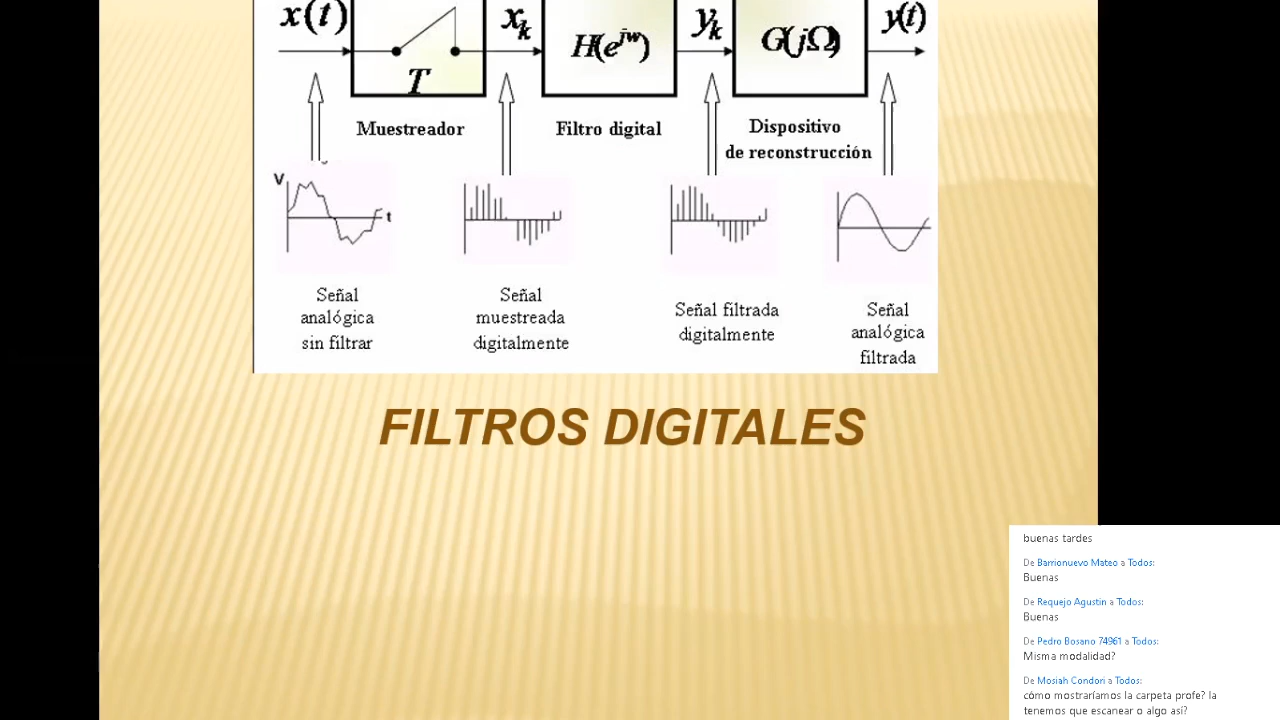 x(t)
T
xₖ
H(e^{jw})
yₖ
G(jΩ)
y(t)
Muestreador
Filtro digital
Dispositivo
de reconstrucción
V
t
Señal
analógica
sin filtrar
Señal
muestreada
digitalmente
Señal filtrada
digitalmente
Señal
analógica
filtrada
FILTROS DIGITALES
buenas tardes
De Barrionuevo Mateo a Todos:
Buenas
De Requejo Agustin a Todos:
Buenas
De Pedro Bosano 74961 a Todos:
Misma modalidad?
De Mosiah Condori a Todos:
cómo mostraríamos la carpeta profe? la
tenemos que escanear o algo así?